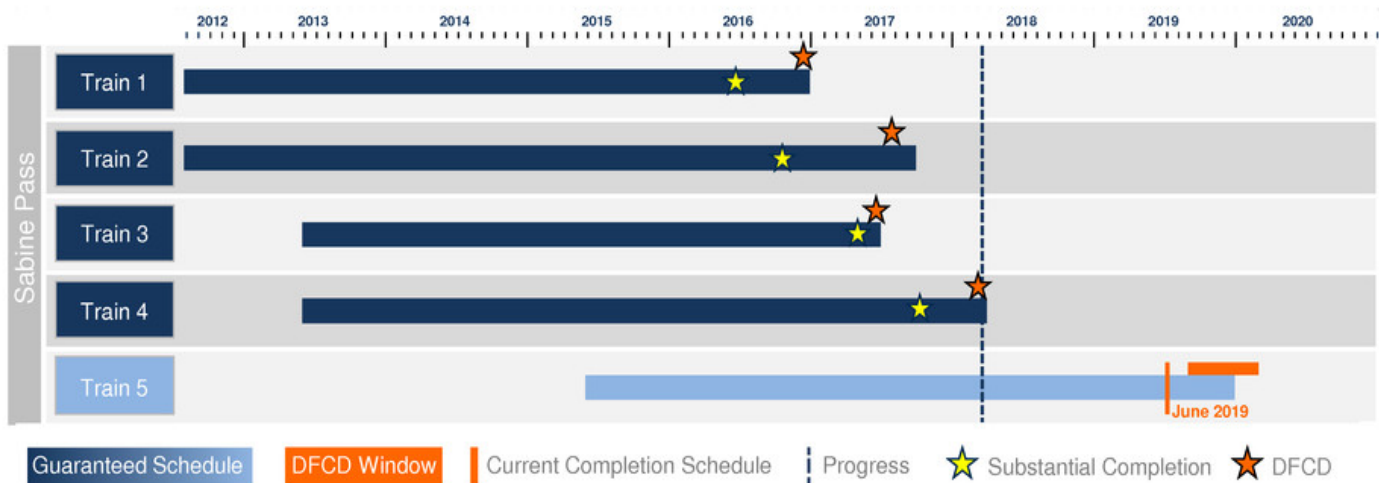 2012 2013 2014 2015 2016 2017 2018 2019 2020
Sabine Pass
Train 1
Train 2
Train 3
Train 4
Train 5
June 2019
Guaranteed Schedule DFCD Window Current Completion Schedule Progress Substantial Completion DFCD